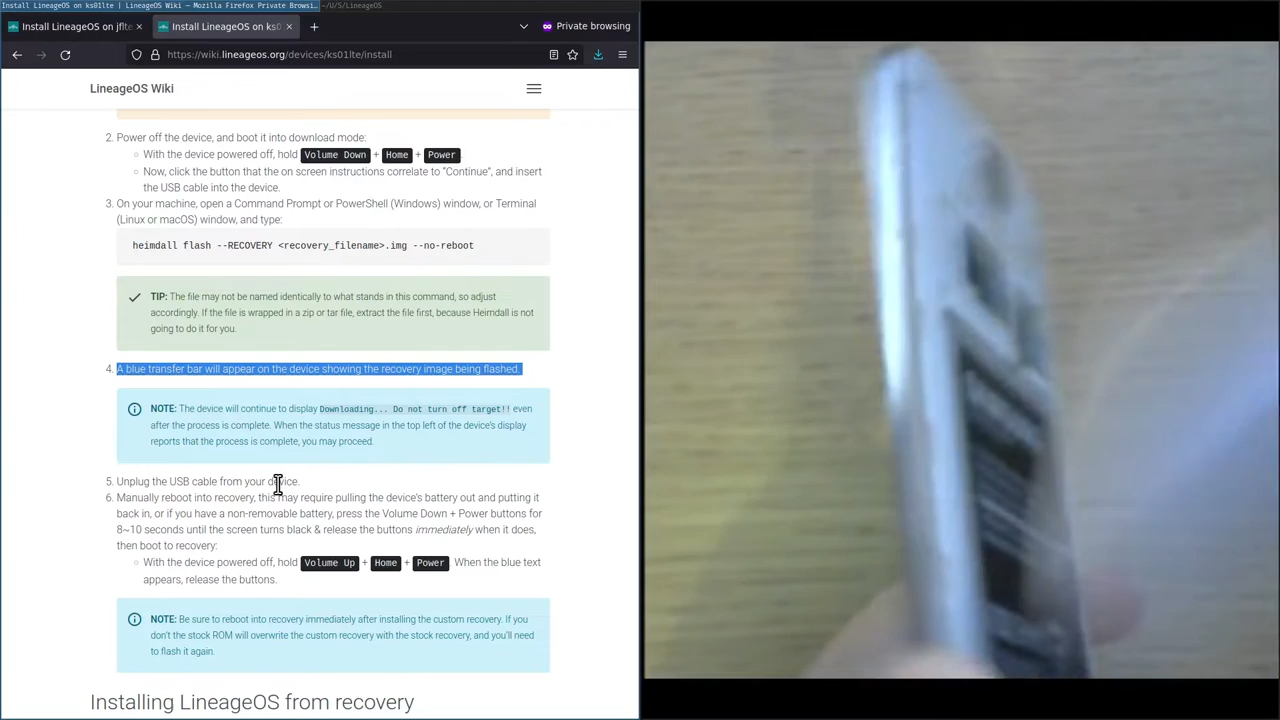 Install LineageOS on ks01lte | LineageOS Wiki — Mozilla Firefox Private Browsi…
~/U/S/LineageOS
Install LineageOS on jflte
Install LineageOS on ks0
Private browsing
https://wiki.lineageos.org/devices/ks01lte/install
LineageOS Wiki
2. Power off the device, and boot it into download mode:
With the device powered off, hold Volume Down + Home + Power
Now, click the button that the on screen instructions correlate to "Continue", and insert
the USB cable into the device.
3. On your machine, open a Command Prompt or PowerShell (Windows) window, or Terminal
(Linux or macOS) window, and type:
heimdall flash --RECOVERY <recovery_filename>.img --no-reboot
TIP: The file may not be named identically to what stands in this command, so adjust
accordingly. If the file is wrapped in a zip or tar file, extract the file first, because Heimdall is not
going to do it for you.
4. A blue transfer bar will appear on the device showing the recovery image being flashed.
NOTE: The device will continue to display Downloading... Do not turn off target!! even
after the process is complete. When the status message in the top left of the device's display
reports that the process is complete, you may proceed.
5. Unplug the USB cable from your device.
6. Manually reboot into recovery, this may require pulling the device's battery out and putting it
back in, or if you have a non-removable battery, press the Volume Down + Power buttons for
8~10 seconds until the screen turns black & release the buttons immediately when it does,
then boot to recovery:
With the device powered off, hold Volume Up + Home + Power. When the blue text
appears, release the buttons.
NOTE: Be sure to reboot into recovery immediately after installing the custom recovery. If you
don't the stock ROM will overwrite the custom recovery with the stock recovery, and you'll need
to flash it again.
Installing LineageOS from recovery